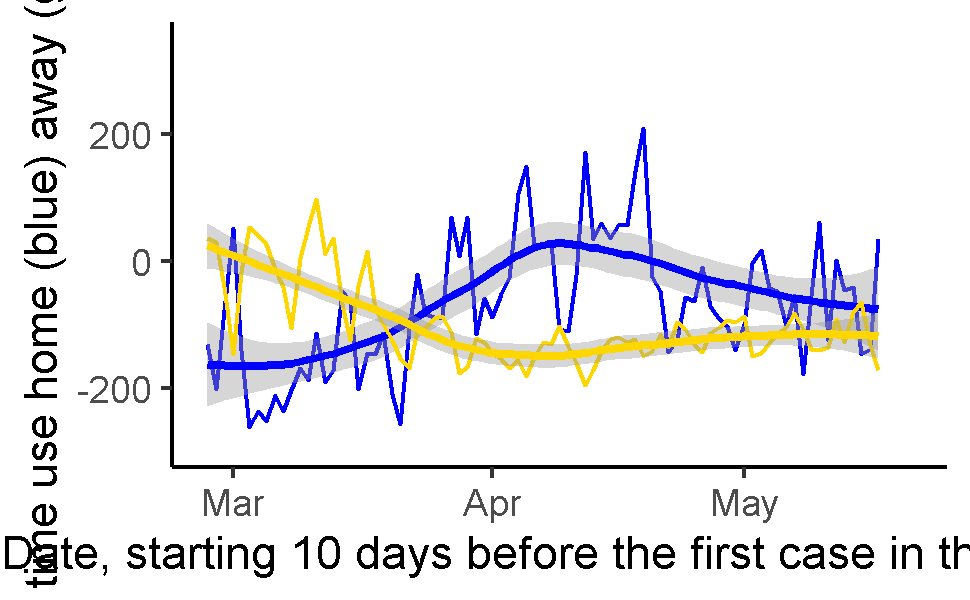 time use home (blue) away (
200
0
-200
Mar Apr May
Date, starting 10 days before the first case in th